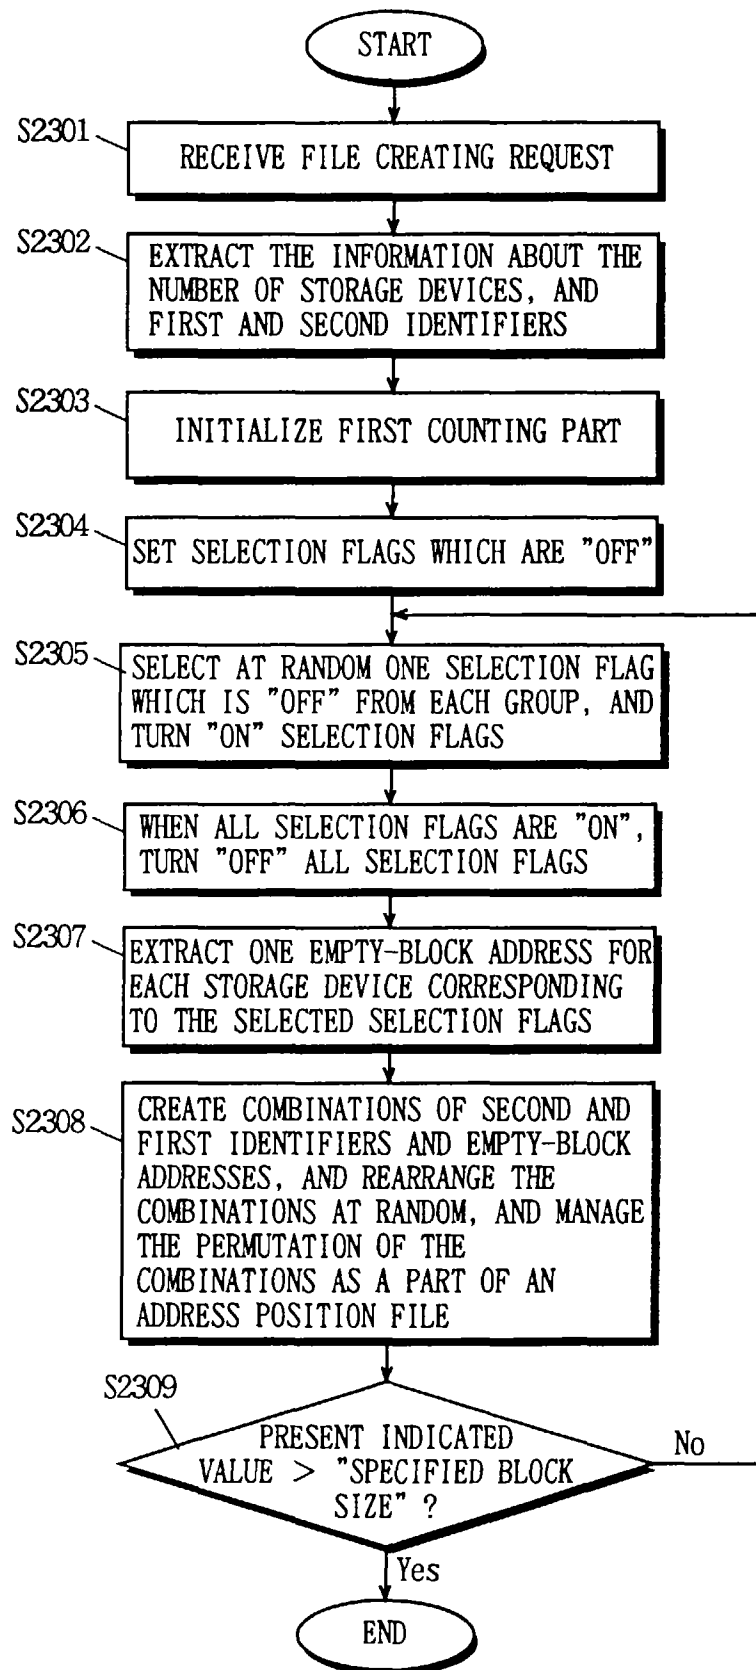 START
S2301
RECEIVE FILE CREATING REQUEST
S2302
EXTRACT THE INFORMATION ABOUT THE
NUMBER OF STORAGE DEVICES, AND
FIRST AND SECOND IDENTIFIERS
S2303
INITIALIZE FIRST COUNTING PART
S2304
SET SELECTION FLAGS WHICH ARE "OFF"
S2305
SELECT AT RANDOM ONE SELECTION FLAG
WHICH IS "OFF" FROM EACH GROUP, AND
TURN "ON" SELECTION FLAGS
S2306
WHEN ALL SELECTION FLAGS ARE "ON",
TURN "OFF" ALL SELECTION FLAGS
S2307
EXTRACT ONE EMPTY-BLOCK ADDRESS FOR
EACH STORAGE DEVICE CORRESPONDING
TO THE SELECTED SELECTION FLAGS
S2308
CREATE COMBINATIONS OF SECOND AND
FIRST IDENTIFIERS AND EMPTY-BLOCK
ADDRESSES, AND REARRANGE THE
COMBINATIONS AT RANDOM, AND MANAGE
THE PERMUTATION OF THE
COMBINATIONS AS A PART OF AN
ADDRESS POSITION FILE
S2309
PRESENT INDICATED
VALUE > "SPECIFIED BLOCK
SIZE" ?
No
Yes
END